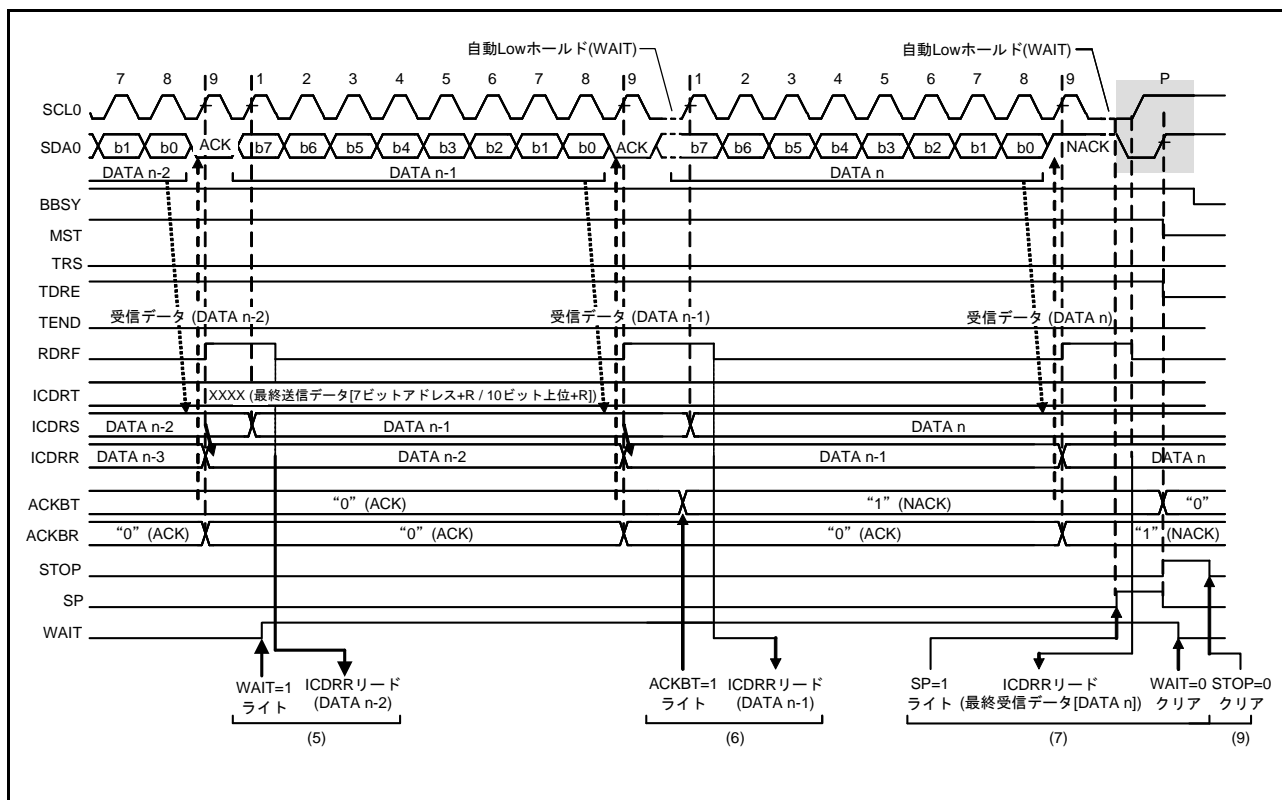 自動Lowホールド(WAIT) 自動Lowホールド(WAIT)
7 8 9 1 2 3 4 5 6 7 8 9 1 2 3 4 5 6 7 8 9 P
SCL0
SDA0 b1 b0 ACK b7 b6 b5 b4 b3 b2 b1 b0 ACK b7 b6 b5 b4 b3 b2 b1 b0 NACK
DATA n-2 DATA n-1 DATA n
BBSY
MST
TRS
TDRE
TEND 受信データ (DATA n-2) 受信データ (DATA n-1) 受信データ (DATA n)
RDRF
ICDRT XXXX (最終送信データ[7ビットアドレス+R / 10ビット上位+R])
ICDRS DATA n-2 DATA n-1 DATA n
ICDRR DATA n-3 DATA n-2 DATA n-1 DATA n
ACKBT “0” (ACK) “1” (NACK) “0”
ACKBR “0” (ACK) “0” (ACK) “0” (ACK) “1” (NACK)
STOP
SP
WAIT
WAIT=1 ICDRRリード ACKBT=1 ICDRRリード SP=1 ICDRRリード WAIT=0 STOP=0
ライト (DATA n-2) ライト (DATA n-1) ライト (最終受信データ[DATA n]) クリア クリア
(5) (6) (7) (9)